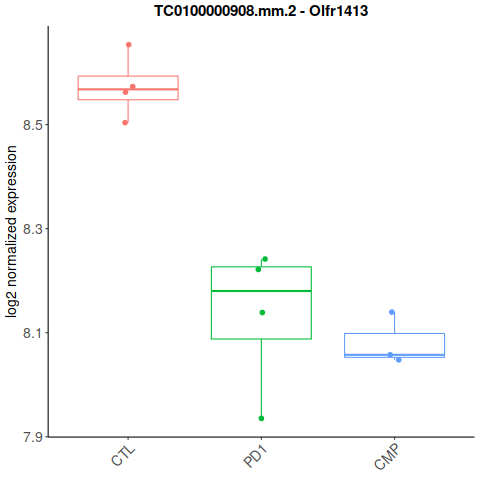 TC0100000908.mm.2 - Olfr1413
log2 normalized expression
8.5
8.3
8.1
7.9
CTL
PD1
CMP